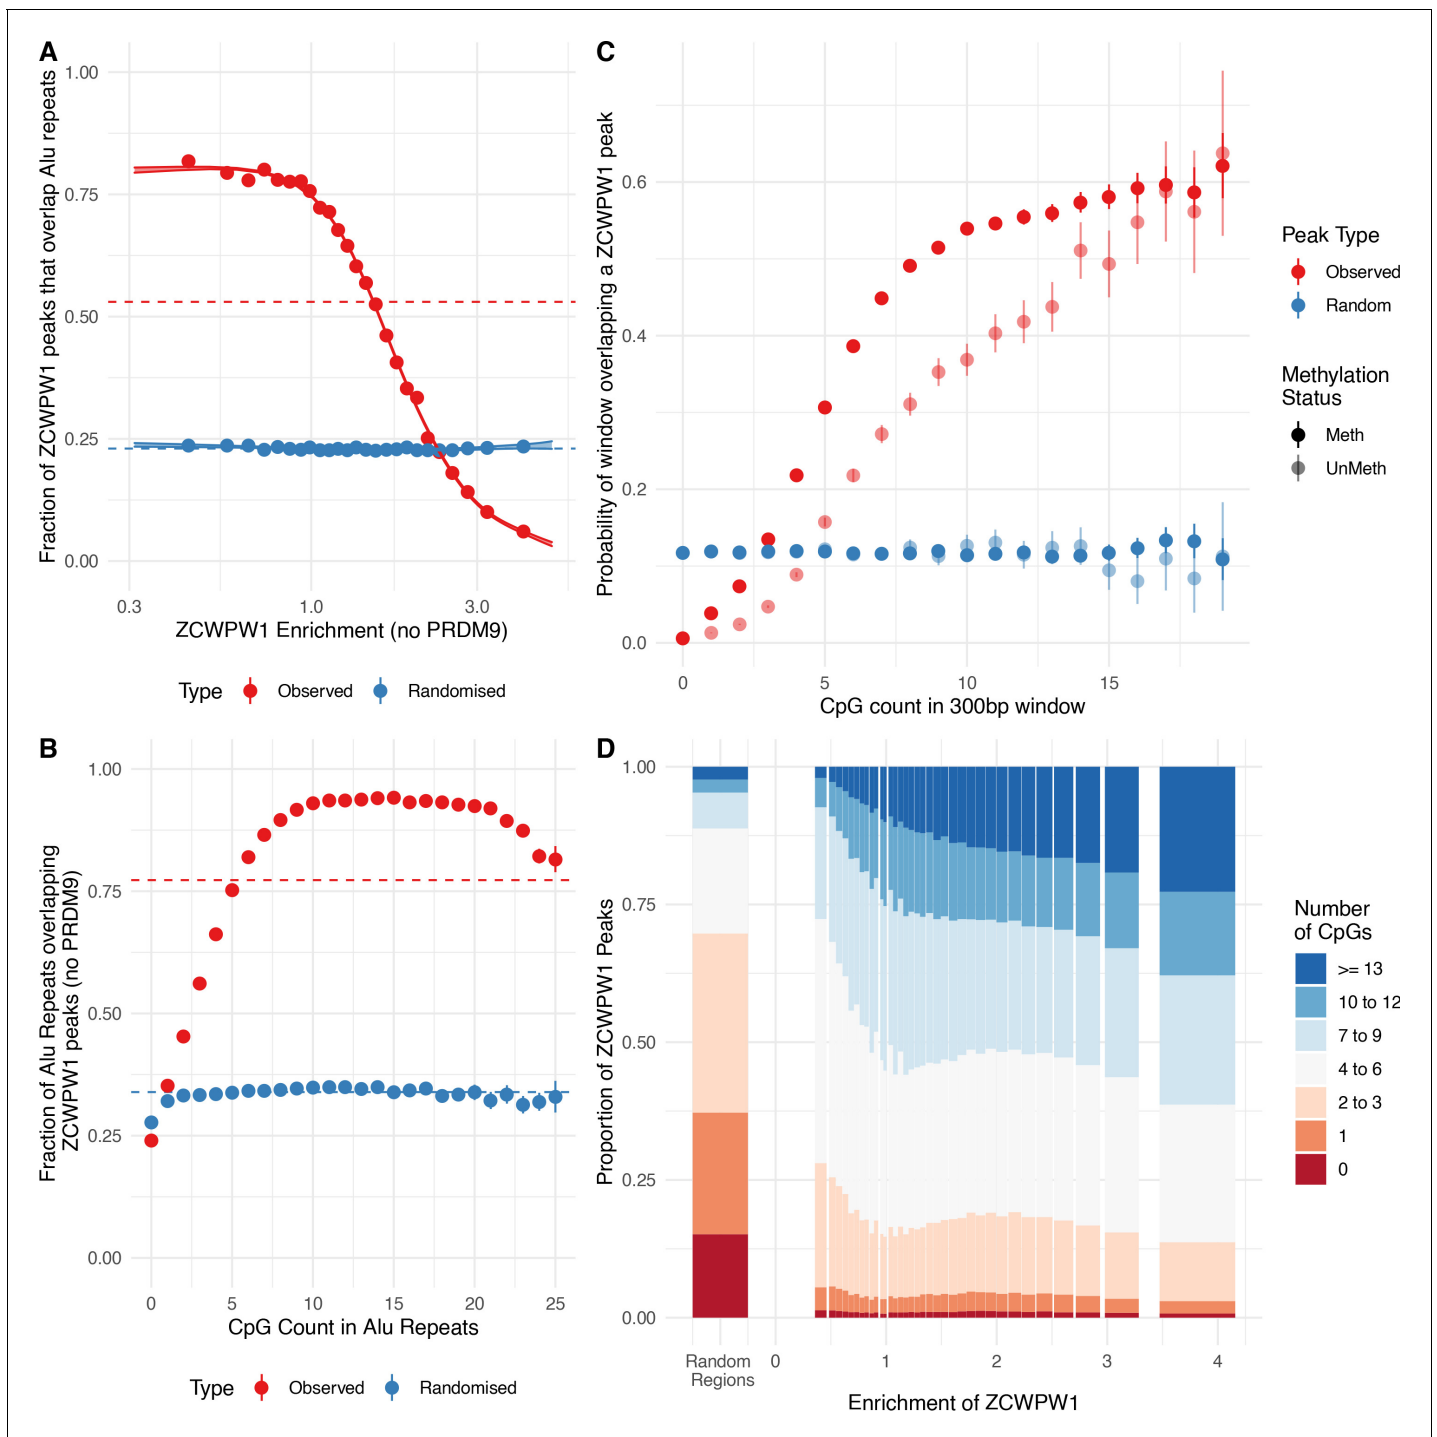 A
Fraction of ZCWPW1 peaks that overlap Alu repeats
1.00
0.75
0.50
0.25
0.00
0.3
1.0
3.0
ZCWPW1 Enrichment (no PRDM9)
Type
Observed
Randomised
C
Probability of window overlapping a ZCWPW1 peak
0.6
0.4
0.2
0.0
0
5
10
15
CpG count in 300bp window
Peak Type
Observed
Random
Methylation
Status
Meth
UnMeth
B
Fraction of Alu Repeats overlapping
ZCWPW1 peaks (no PRDM9)
1.00
0.75
0.50
0.25
0.00
0
5
10
15
20
25
CpG Count in Alu Repeats
Type
Observed
Randomised
D
Proportion of ZCWPW1 Peaks
1.00
0.75
0.50
0.25
0.00
Random
Regions
0
1
2
3
4
Enrichment of ZCWPW1
Number
of CpGs
>= 13
10 to 12
7 to 9
4 to 6
2 to 3
1
0